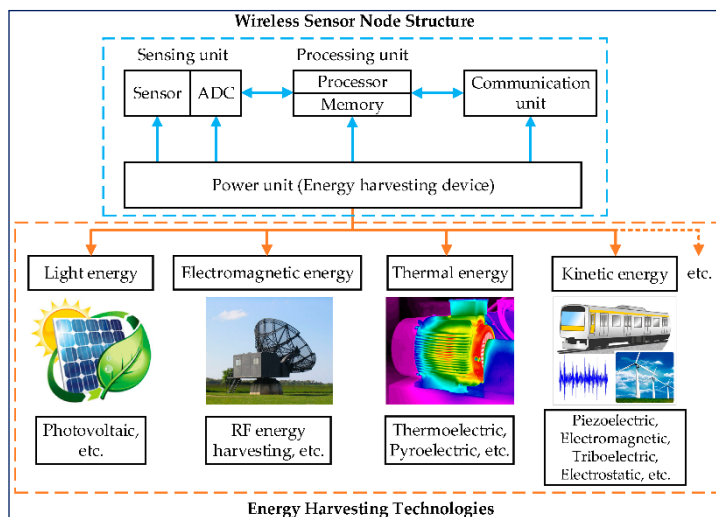 Wireless Sensor Node Structure
Sensing unit
Processing unit
Sensor
ADC
Processor
Memory
Communication
unit
Power unit (Energy harvesting device)
Light energy
Electromagnetic energy
Thermal energy
Kinetic energy
etc.
Photovoltaic,
etc.
RF energy
harvesting, etc.
Thermoelectric,
Pyroelectric, etc.
Piezoelectric,
Electromagnetic,
Triboelectric,
Electrostatic, etc.
Energy Harvesting Technologies